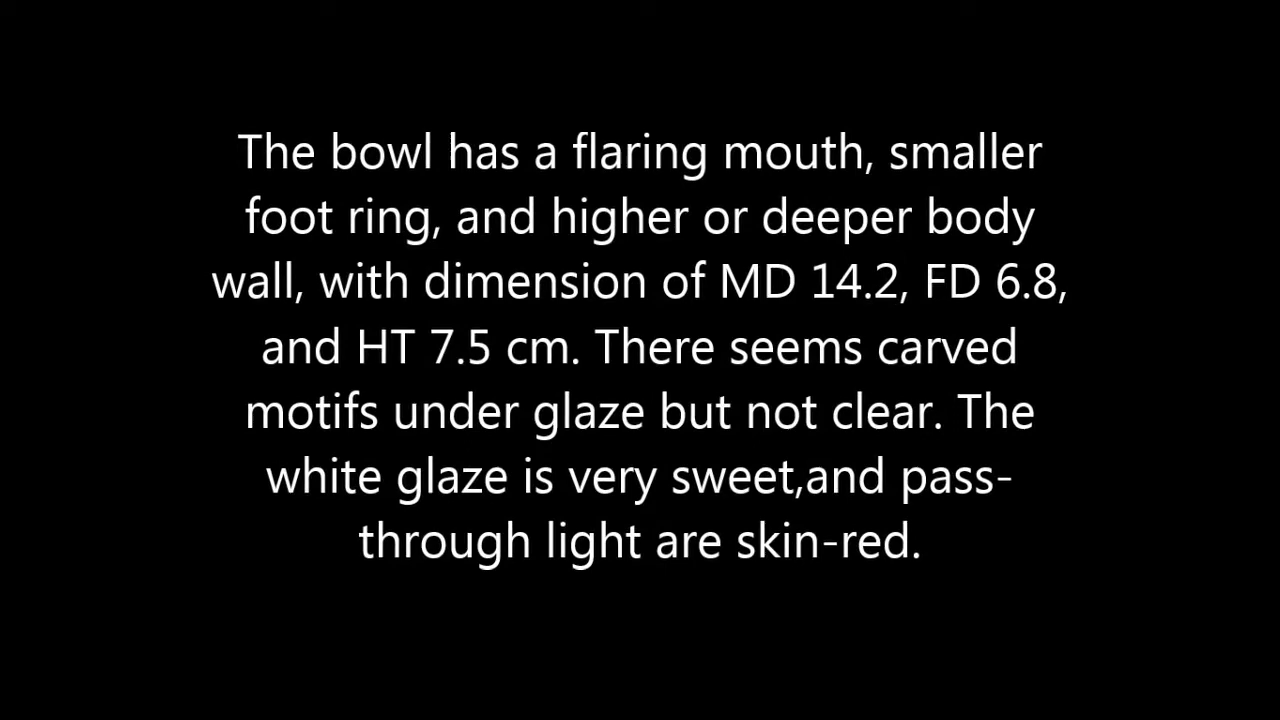 The bowl has a flaring mouth, smaller
foot ring, and higher or deeper body
wall, with dimension of MD 14.2, FD 6.8,
and HT 7.5 cm. There seems carved
motifs under glaze but not clear. The
white glaze is very sweet,and pass-
through light are skin-red.